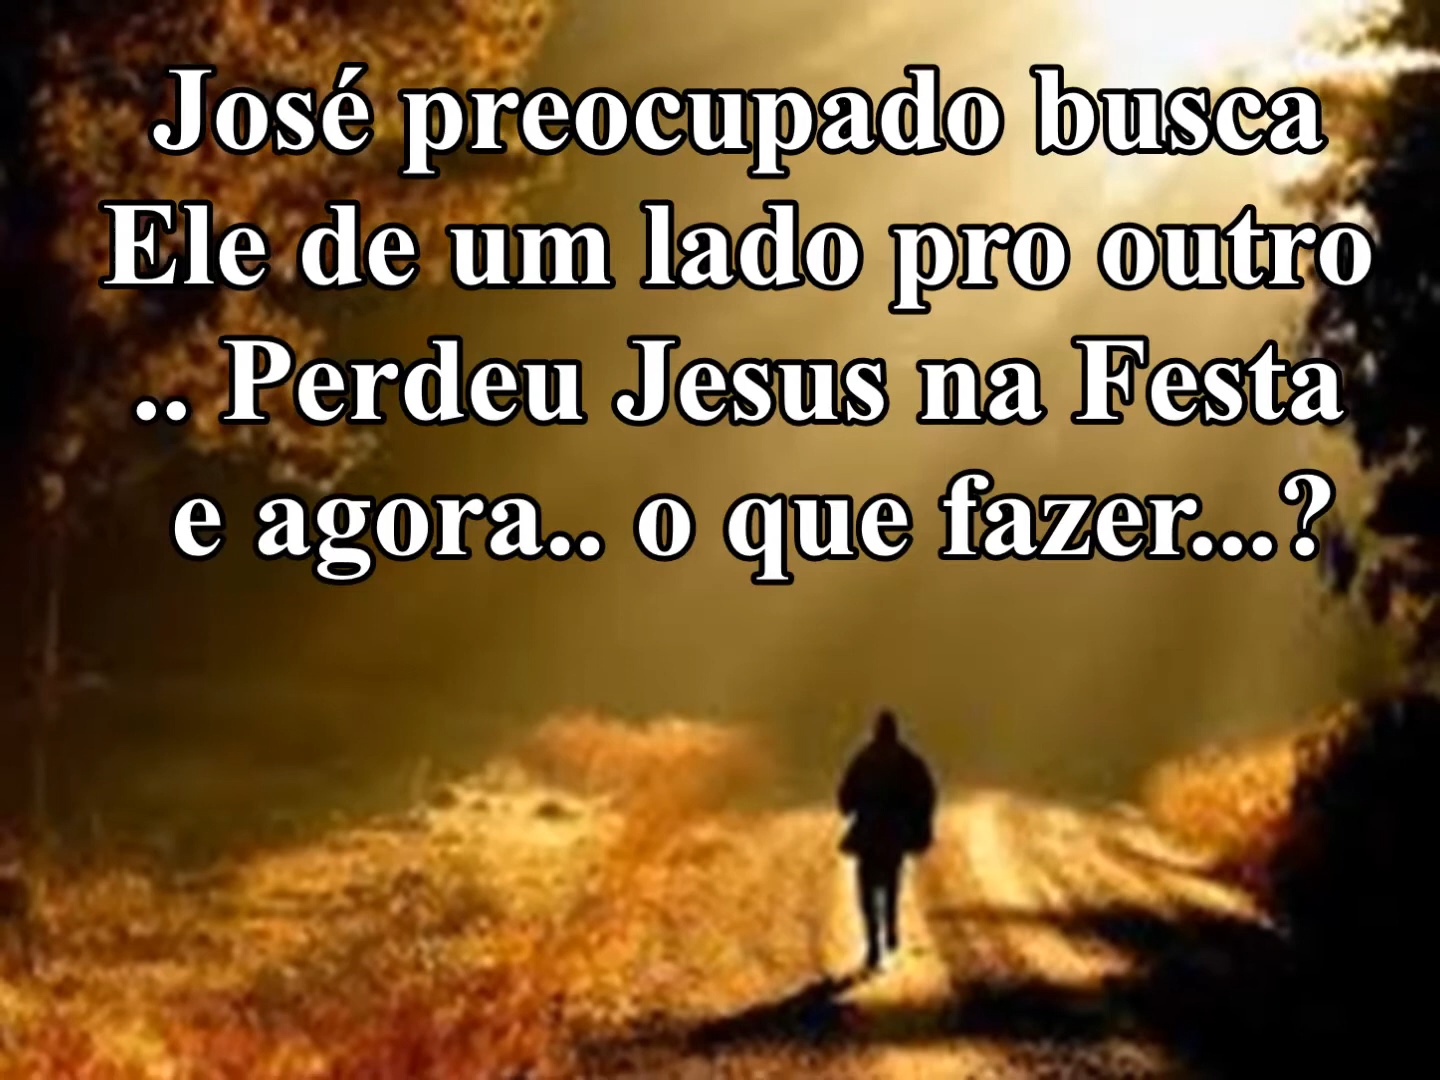 José preocupado busca
Ele de um lado pro outro
.. Perdeu Jesus na Festa
e agora.. o que fazer...?